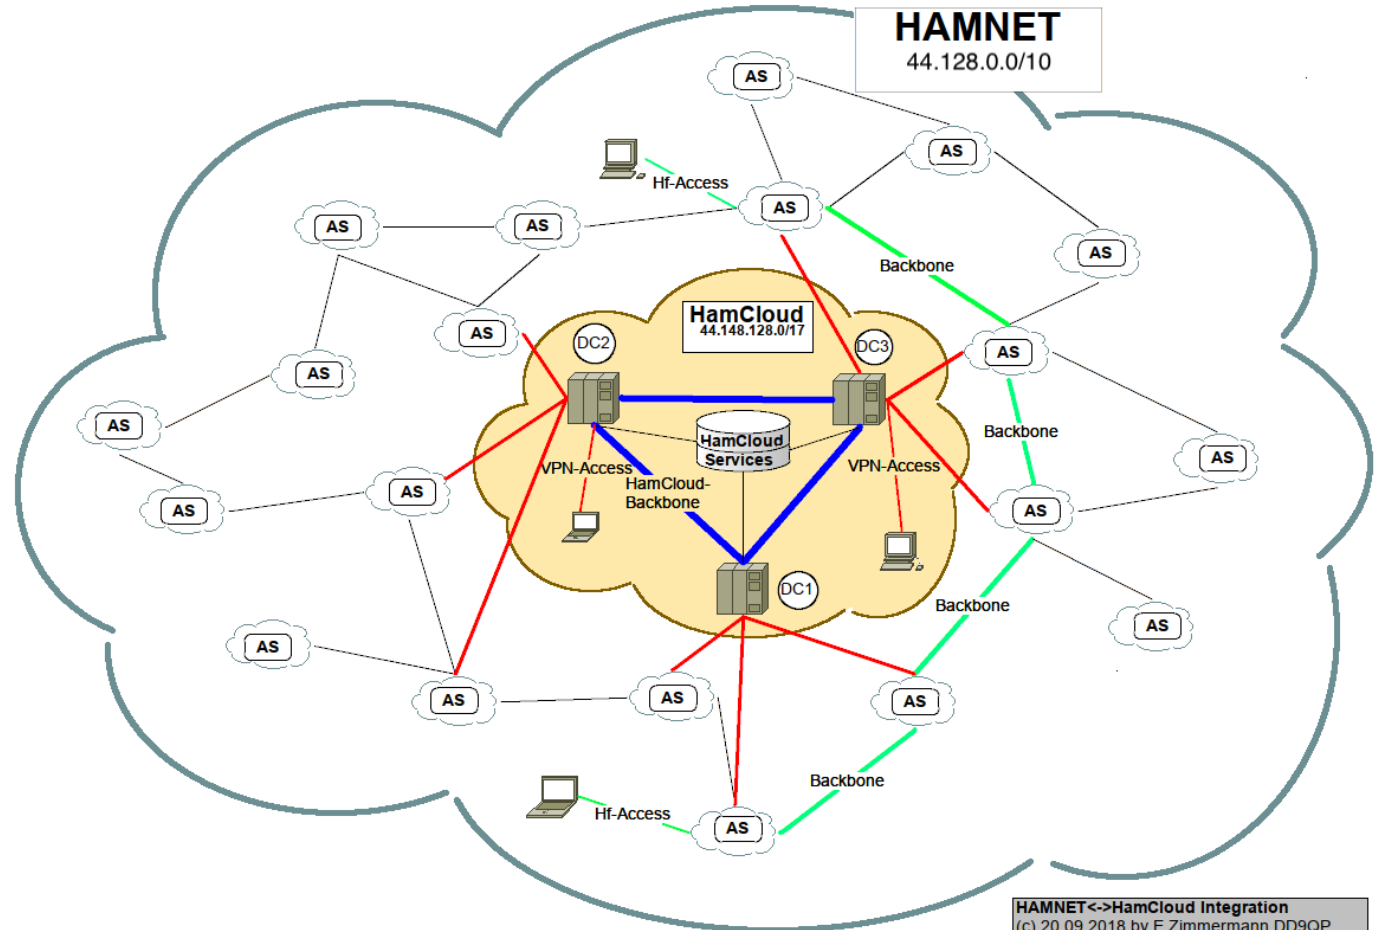 HAMNET
44.128.0.0/10
AS
AS
Hf-Access
AS
AS
AS
AS
Backbone
HamCloud
44.148.128.0/17
AS
DC2
DC3
AS
AS
AS
Backbone
HamCloud
Services
AS
VPN-Access
VPN-Access
HamCloud-
Backbone
AS
AS
AS
AS
DC1
Backbone
AS
AS
AS
AS
AS
Backbone
Hf-Access
AS
HAMNET<->HamCloud Integration
(c) 20.09.2018 by E.Zimmermann DD9QP